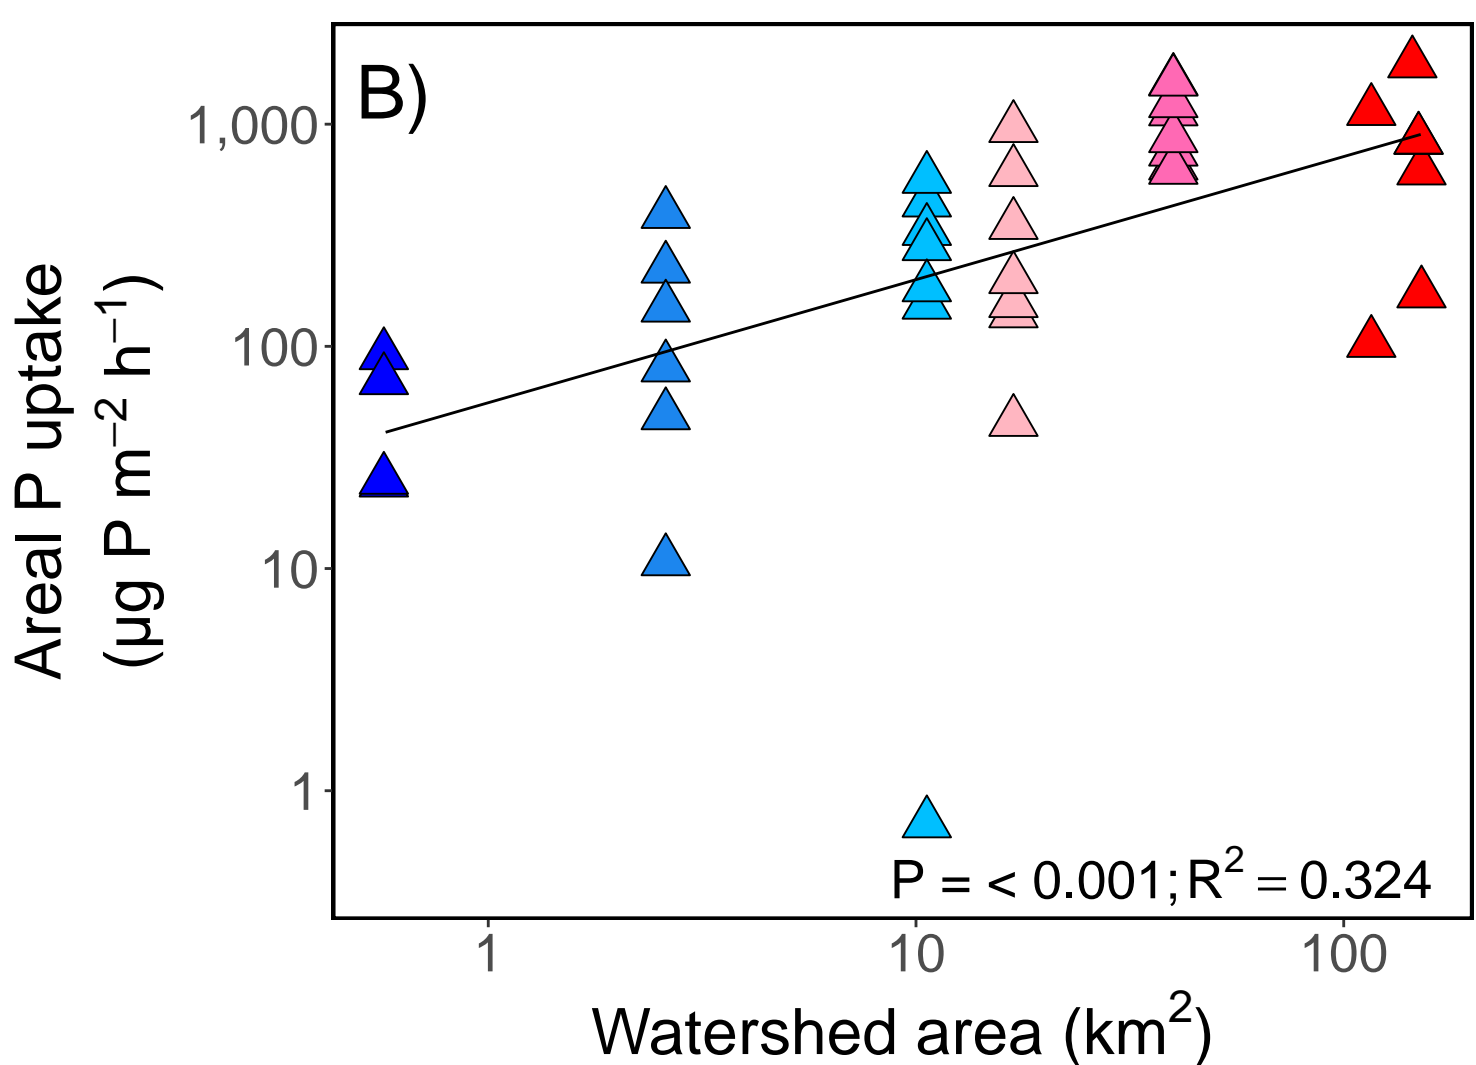 B)
1,000
100
10
1
Areal P uptake
(µg P m⁻² h⁻¹)
P = < 0.001; R² = 0.324
1 10 100
Watershed area (km²)